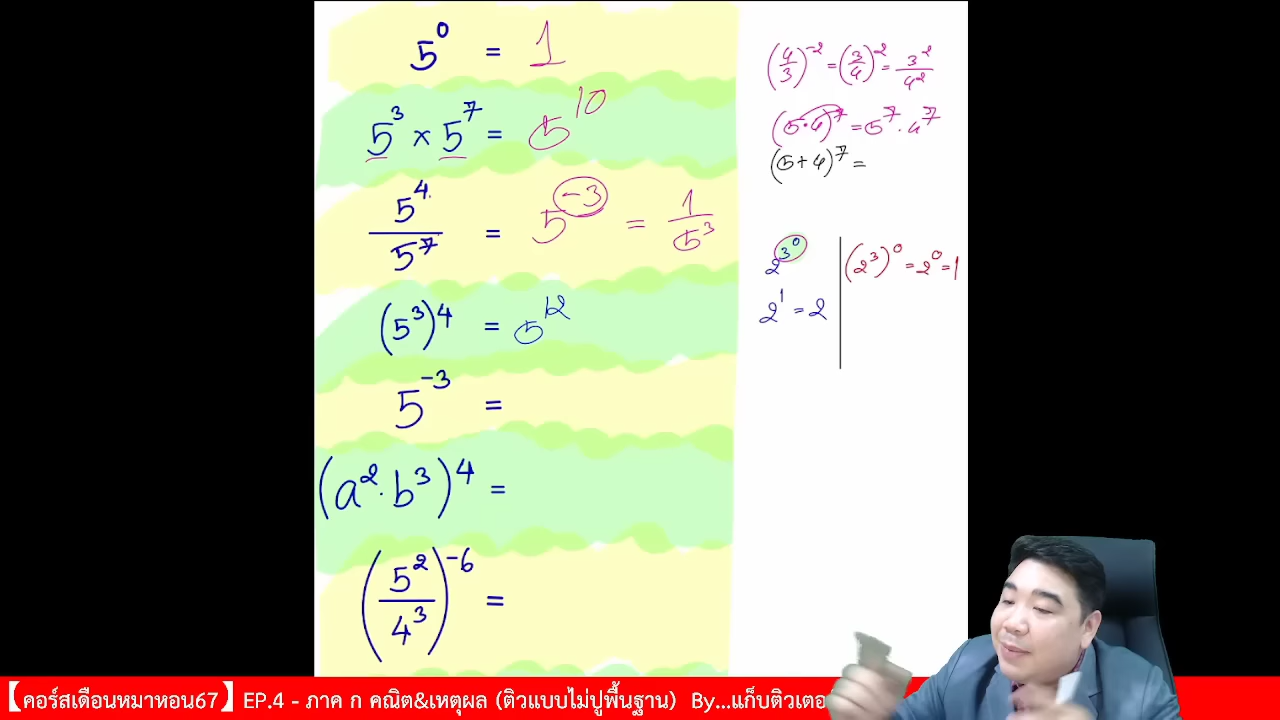 5⁰ = 1
5³ × 5⁷ = 5¹⁰
5⁴/5⁷ = 5⁻³ = 1/5³
(5³)⁴ = 5¹²
5⁻³ =
(a²·b³)⁴ =
(5²/4³)⁻⁶ =
(4/3)⁻² = (3/4)² = 3²/4²
(5·4)⁷ = 5⁷·4⁷
(5+4)⁷ =
2^3^0
2¹ = 2
(2³)⁰ = 2⁰ = 1
【คอร์สเดือนหมาหอน67】EP.4 - ภาค ก คณิต&เหตุผล (ติวแบบไม่ปูพื้นฐาน) By...แก็บติวเตอ